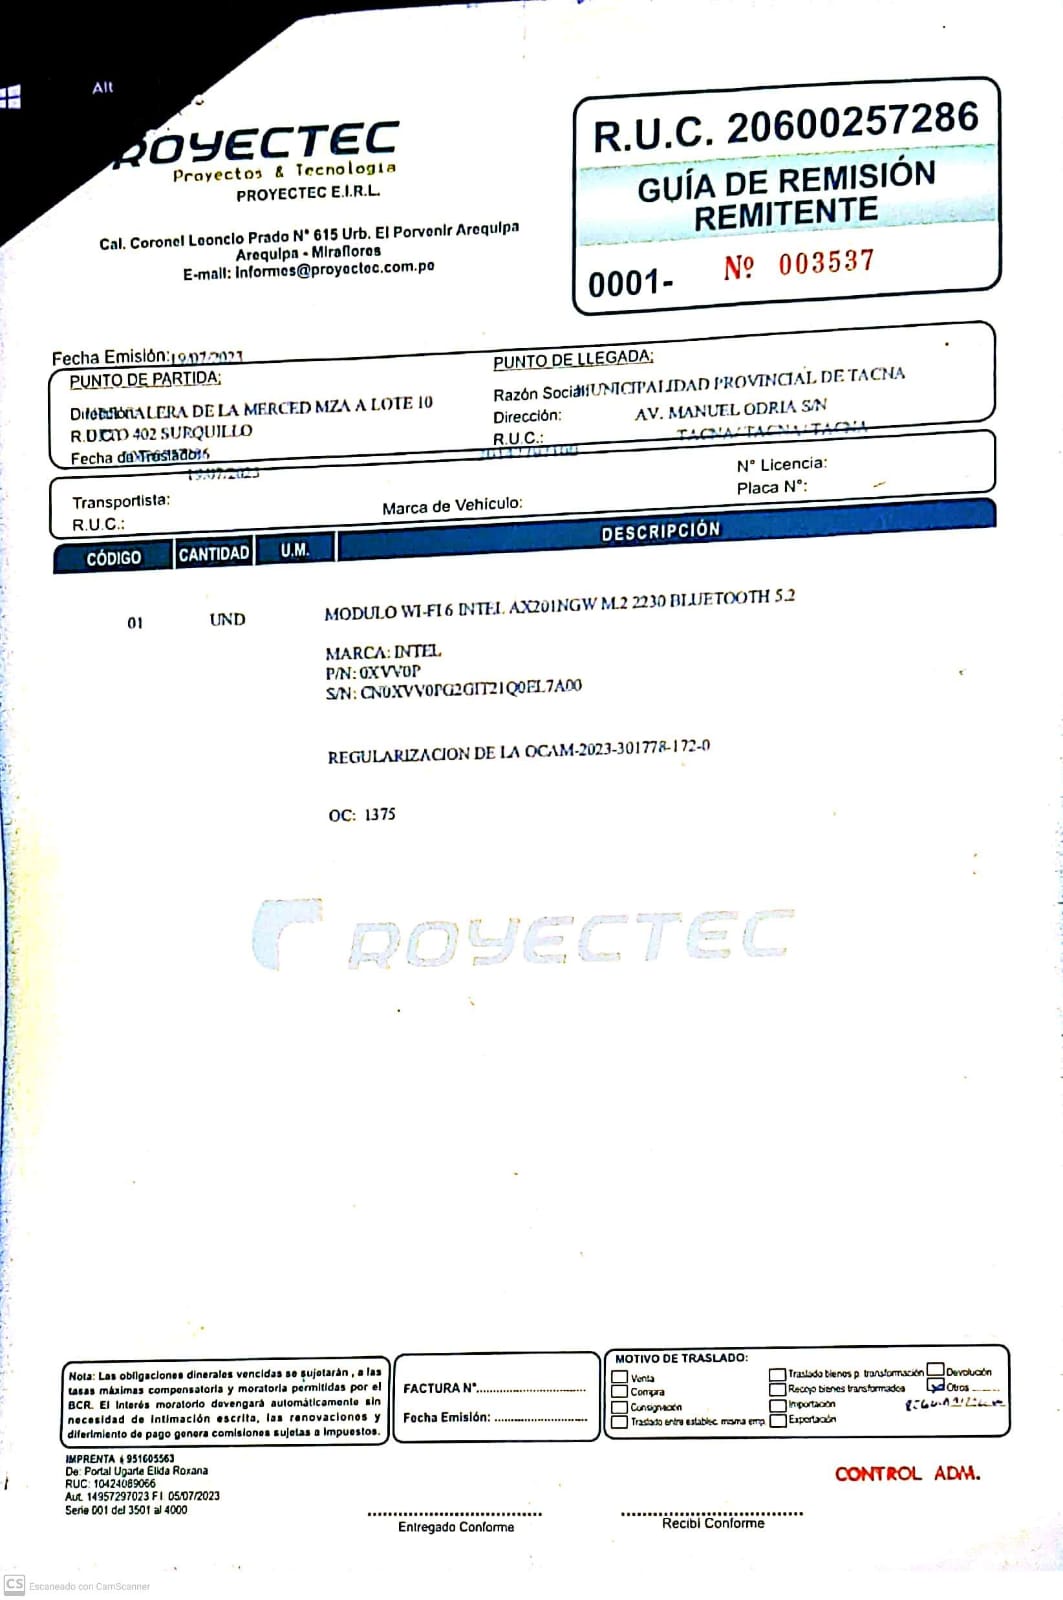 Alt
ROYECTEC
Proyectos & Tecnología
PROYECTEC E.I.R.L.
Cal. Coronel Leoncio Prado N° 615 Urb. El Porvenir Arequipa
Arequipa - Miraflores
E-mail: informes@proyectec.com.pe
R.U.C. 20600257286
GUÍA DE REMISIÓN
REMITENTE
0001- Nº 003537
Fecha Emisión: 19/07/2023
PUNTO DE PARTIDA:
ALERA DE LA MERCED MZA A LOTE 10
R.U.C. 402 SURQUILLO
Fecha de Traslado:
19/07/2023
PUNTO DE LLEGADA:
Razón Social: MUNICIPALIDAD PROVINCIAL DE TACNA
Dirección: AV. MANUEL ODRIA S/N
TACNA/TACNA/TACNA
R.U.C.:
Transportista:
R.U.C.:
Marca de Vehículo:
N° Licencia:
Placa N°:
CÓDIGO CANTIDAD U.M. DESCRIPCIÓN
01 UND MODULO WI-FI 6 INTEL AX201NGW M.2 2230 BLUETOOTH 5.2
MARCA: INTEL
P/N: 0XVV0P
S/N: CN0XVV0PG2GIT21Q0FL7A00
REGULARIZACION DE LA OCAM-2023-301778-172-0
OC: 1375
ROYECTEC
Nota: Las obligaciones dinerales vencidas se sujetarán , a las
tasas máximas compensatoria y moratoria permitidas por el
BCR. El Interés moratorio devengará automáticamente sin
necesidad de intimación escrita, las renovaciones y
diferimiento de pago genera comisiones sujetas a Impuestos.
FACTURA N°
Fecha Emisión:
MOTIVO DE TRASLADO:
Venta
Compra
Consignación
Traslado entre establec. misma emp.
Traslado bienes p. transformación
Recojo bienes transformados
Importación
Exportación
Devolución
Otros
IMPRENTA 951605563
De: Portal Ugarte Elida Roxana
RUC: 10424089066
Aut. 14957297023 F.I. 05/07/2023
Serie 001 del 3501 al 4000
CONTROL ADM.
Entregado Conforme
Recibí Conforme
CS Escaneado con CamScanner